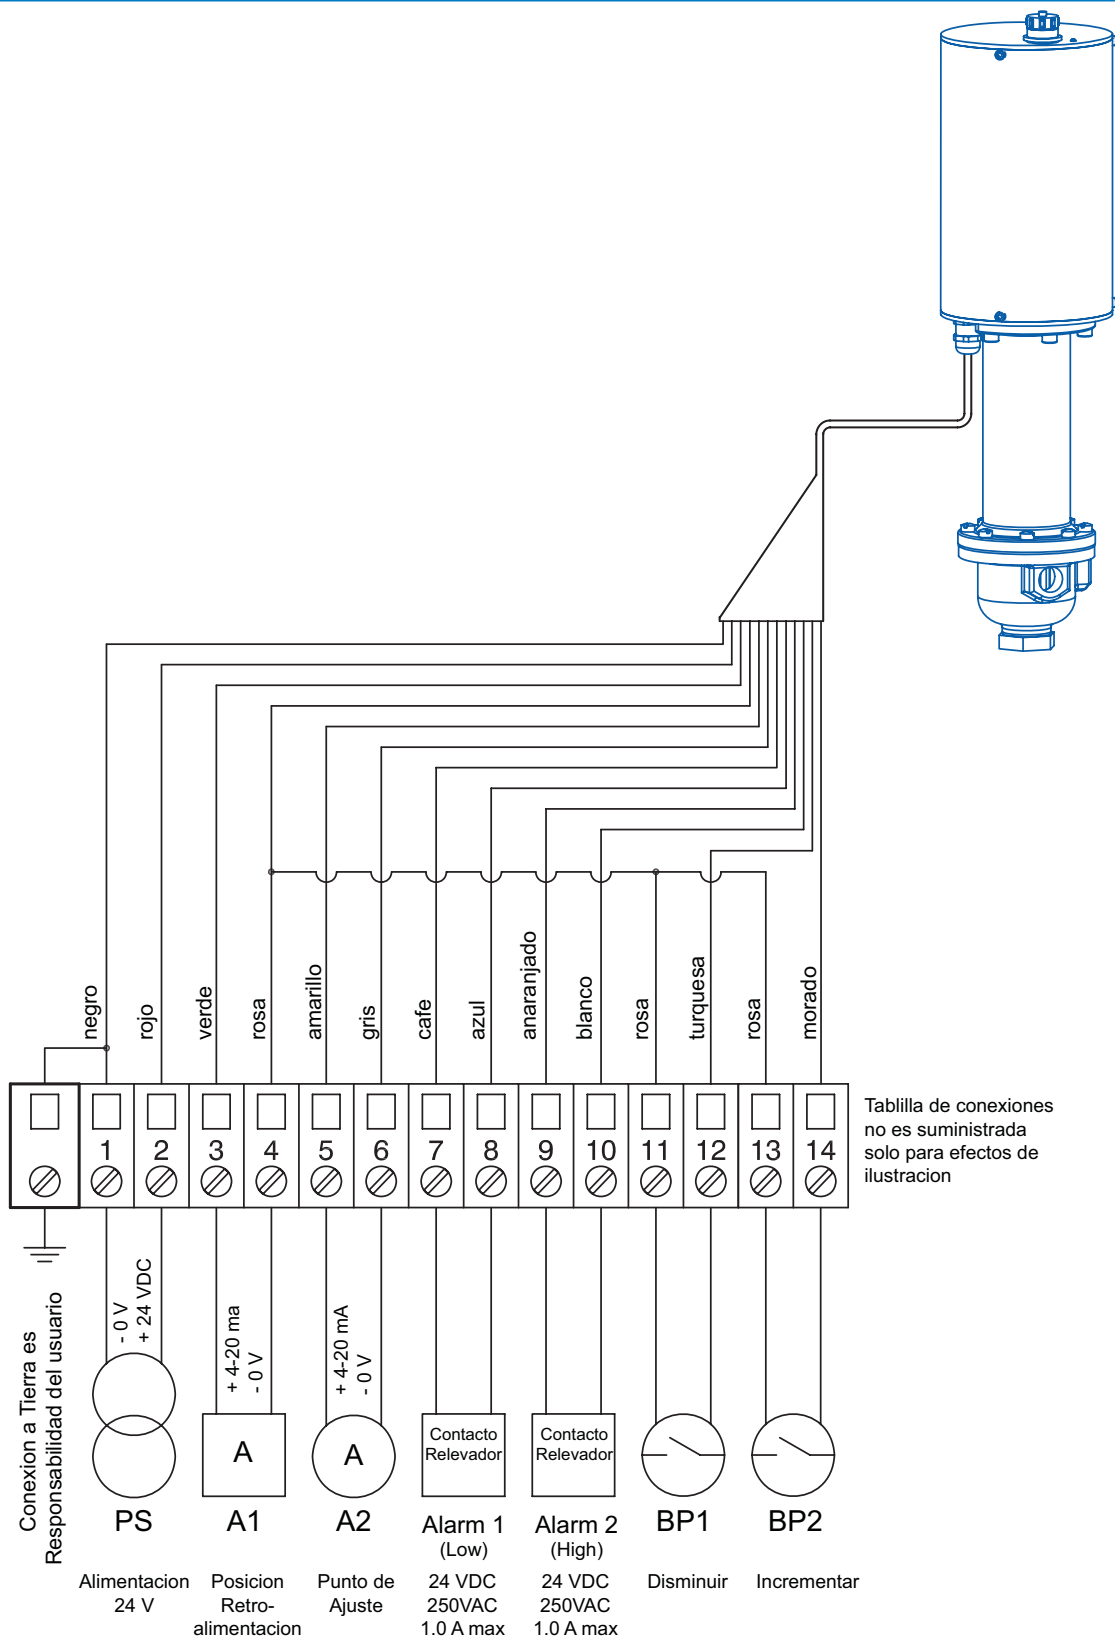 negro
rojo
verde
rosa
amarillo
gris
cafe
azul
anaranjado
blanco
rosa
turquesa
rosa
morado
1 2 3 4 5 6 7 8 9 10 11 12 13 14
Tablilla de conexiones
no es suministrada
solo para efectos de
ilustracion
Conexion a Tierra es
Responsabilidad del usuario
- 0 V
+ 24 VDC
+ 4-20 ma
- 0 V
+ 4-20 mA
- 0 V
A
A
Contacto
Relevador
Contacto
Relevador
PS
A1
A2
Alarm 1
(Low)
Alarm 2
(High)
BP1
BP2
Alimentacion
24 V
Posicion
Retro-
alimentacion
Punto de
Ajuste
24 VDC
250VAC
1.0 A max
24 VDC
250VAC
1.0 A max
Disminuir
Incrementar